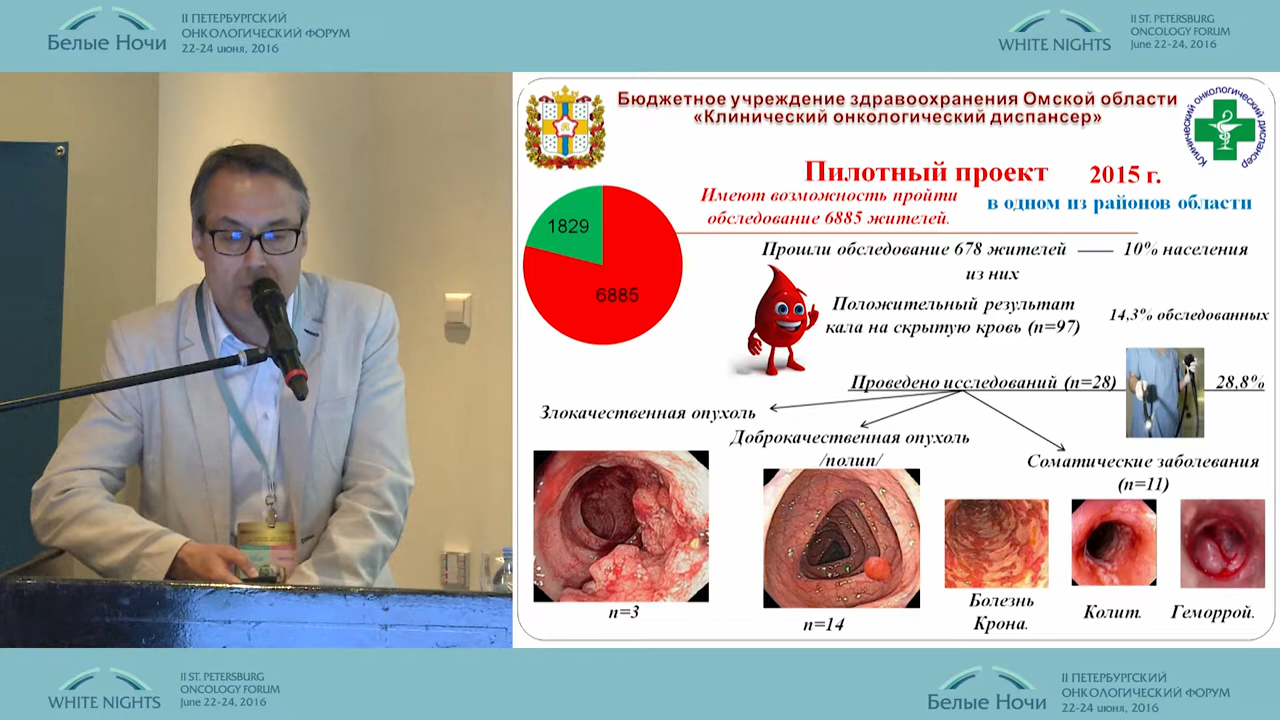 Белые Ночи
II ПЕТЕРБУРГСКИЙ
ОНКОЛОГИЧЕСКИЙ ФОРУМ
22-24 июня, 2016
WHITE NIGHTS
II ST. PETERSBURG
ONCOLOGY FORUM
June 22-24, 2016
Бюджетное учреждение здравоохранения Омской области
«Клинический онкологический диспансер»
Клинический онкологический диспансер
Пилотный проект 2015 г.
Имеют возможность пройти
обследование 6885 жителей.
в одном из районов области
1829
6885
Прошли обследование 678 жителей —— 10% населения
из них
Положительный результат
кала на скрытую кровь (n=97)
14,3% обследованных
Проведено исследований (n=28)
28,8%
Злокачественная опухоль
Доброкачественная опухоль
/полип/
Соматические заболевания
(n=11)
n=3
n=14
Болезнь
Крона.
Колит.
Геморрой.
WHITE NIGHTS
II ST. PETERSBURG
ONCOLOGY FORUM
June 22-24, 2016
Белые Ночи
II ПЕТЕРБУРГСКИЙ
ОНКОЛОГИЧЕСКИЙ ФОРУМ
22-24 июня, 2016